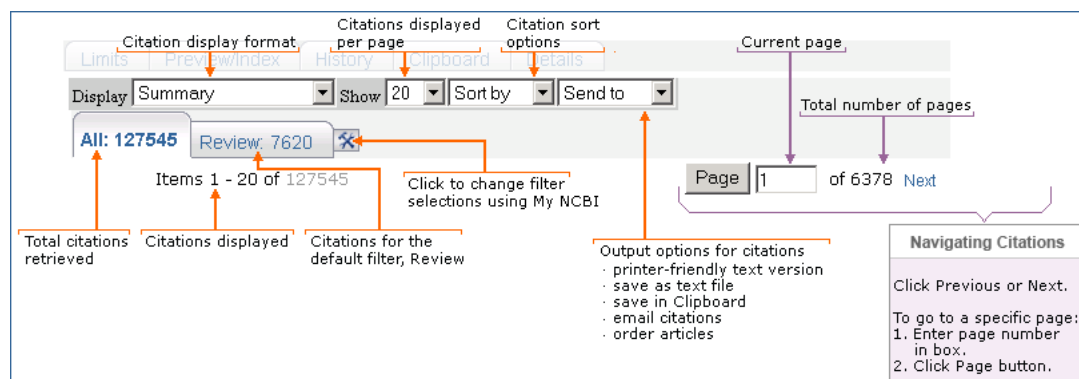 Citation display format
Citations displayed
per page
Citation sort
options
Current page
Limits
Preview/Index
History
Clipboard
Details
Display Summary Show 20 Sort by Send to
Total number of pages
All: 127545
Review: 7620
Items 1 - 20 of 127545
Click to change filter
selections using My NCBI
Page 1 of 6378 Next
Total citations
retrieved
Citations displayed
Citations for the
default filter, Review
Output options for citations
· printer-friendly text version
· save as text file
· save in Clipboard
· email citations
· order articles
Navigating Citations
Click Previous or Next.
To go to a specific page:
1. Enter page number
in box.
2. Click Page button.